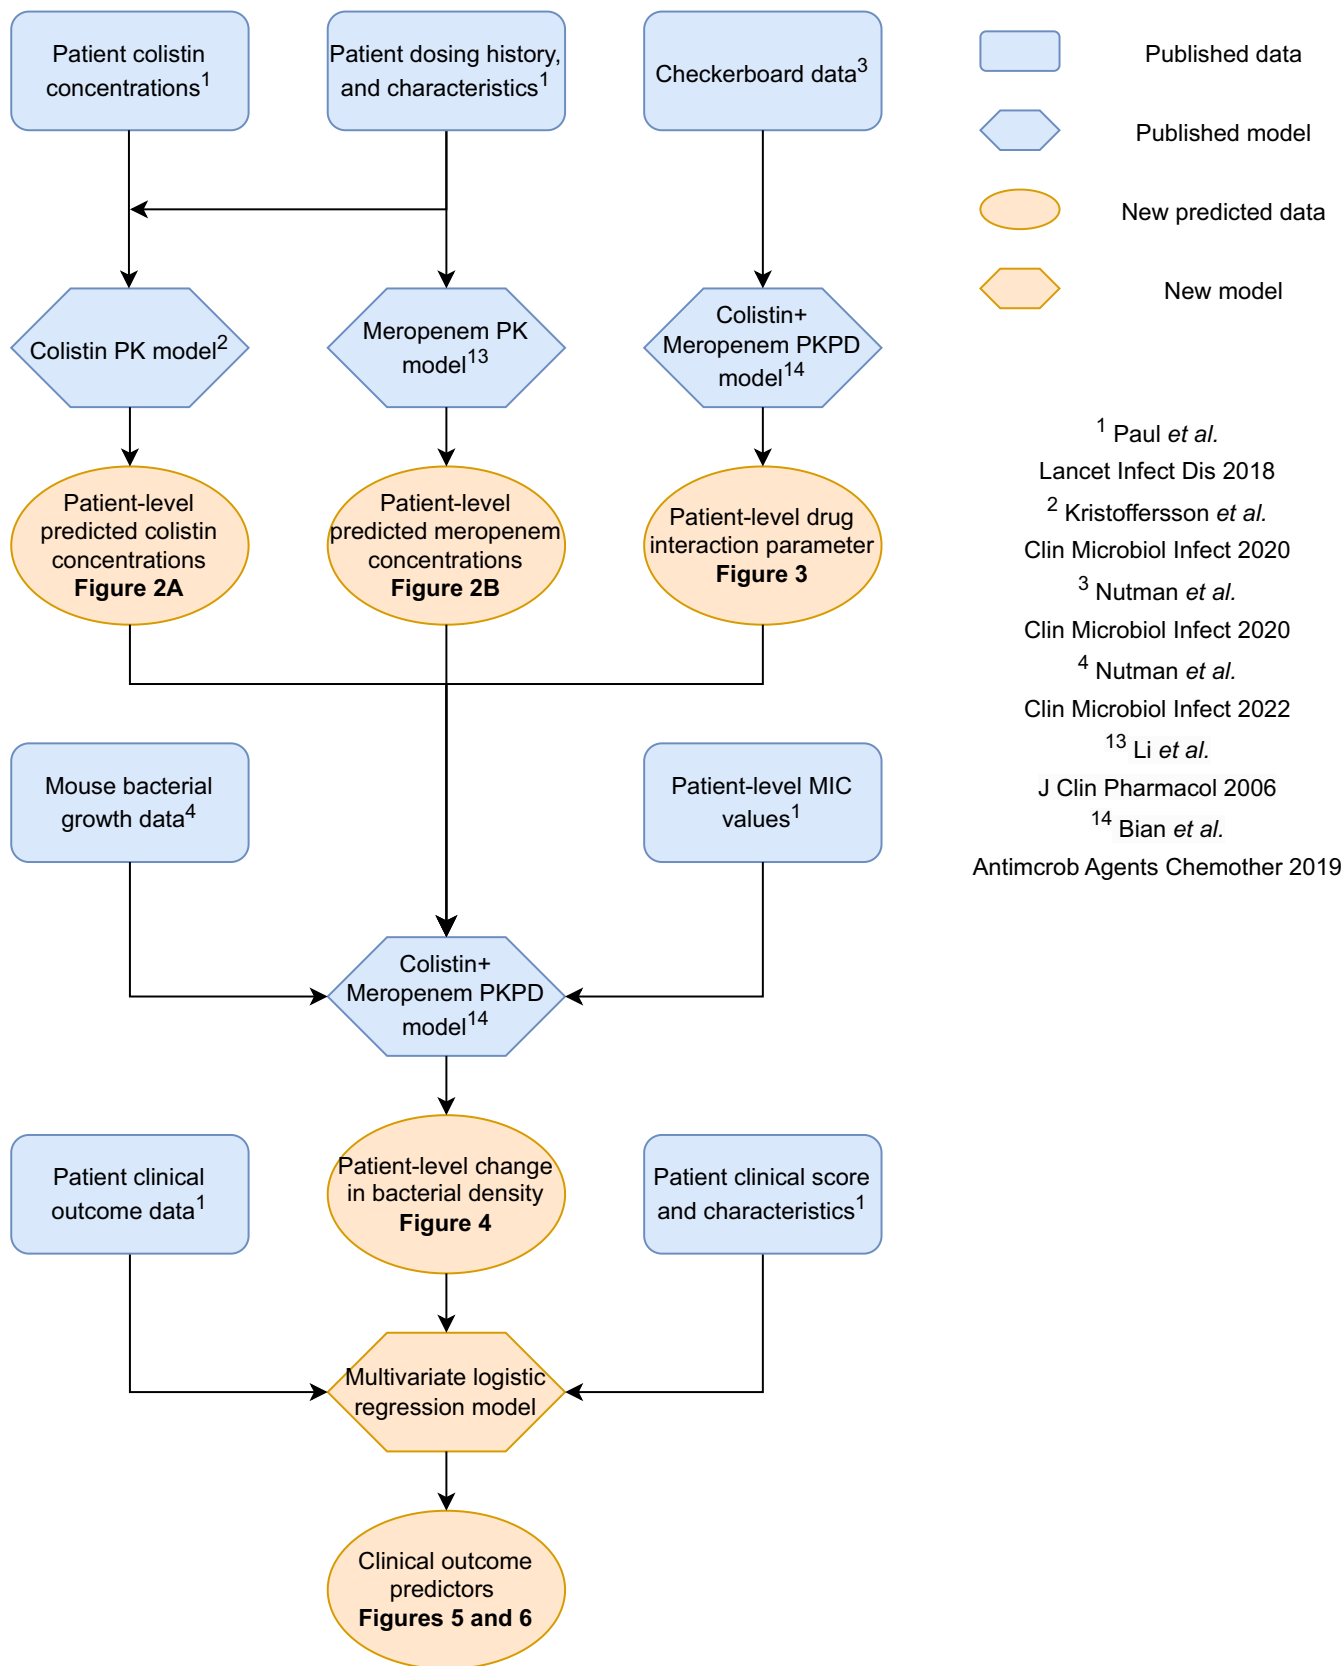 Patient colistin
concentrations1
Patient dosing history,
and characteristics1
Checkerboard data3
Published data
Published model
New predicted data
New model
Colistin PK model2
Meropenem PK
model13
Colistin+
Meropenem PKPD
model14
Patient-level
predicted colistin
concentrations
Figure 2A
Patient-level
predicted meropenem
concentrations
Figure 2B
Patient-level drug
interaction parameter
Figure 3
1 Paul et al.
Lancet Infect Dis 2018
2 Kristoffersson et al.
Clin Microbiol Infect 2020
3 Nutman et al.
Clin Microbiol Infect 2020
4 Nutman et al.
Clin Microbiol Infect 2022
13 Li et al.
J Clin Pharmacol 2006
14 Bian et al.
Antimcrob Agents Chemother 2019
Mouse bacterial
growth data4
Patient-level MIC
values1
Colistin+
Meropenem PKPD
model14
Patient clinical
outcome data1
Patient-level change
in bacterial density
Figure 4
Patient clinical score
and characteristics1
Multivariate logistic
regression model
Clinical outcome
predictors
Figures 5 and 6